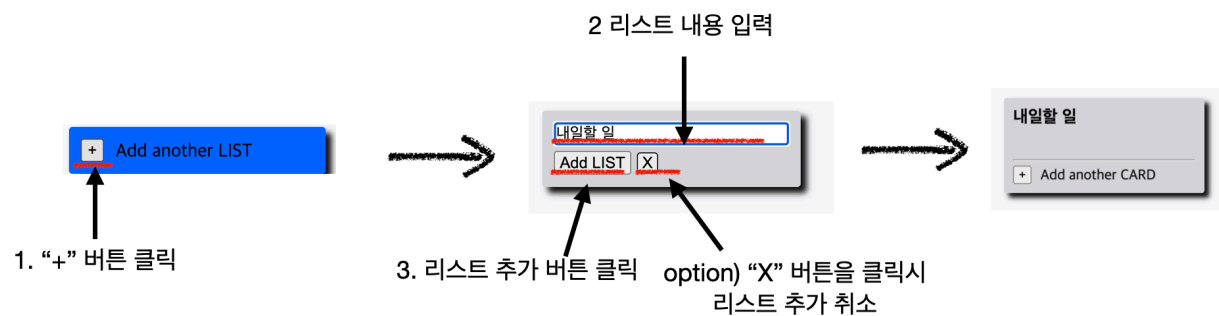 2 리스트 내용 입력
+ Add another LIST
내일할 일
Add LIST X
내일할 일
+ Add another CARD
1. “+” 버튼 클릭
3. 리스트 추가 버튼 클릭
option) “X” 버튼을 클릭시
리스트 추가 취소